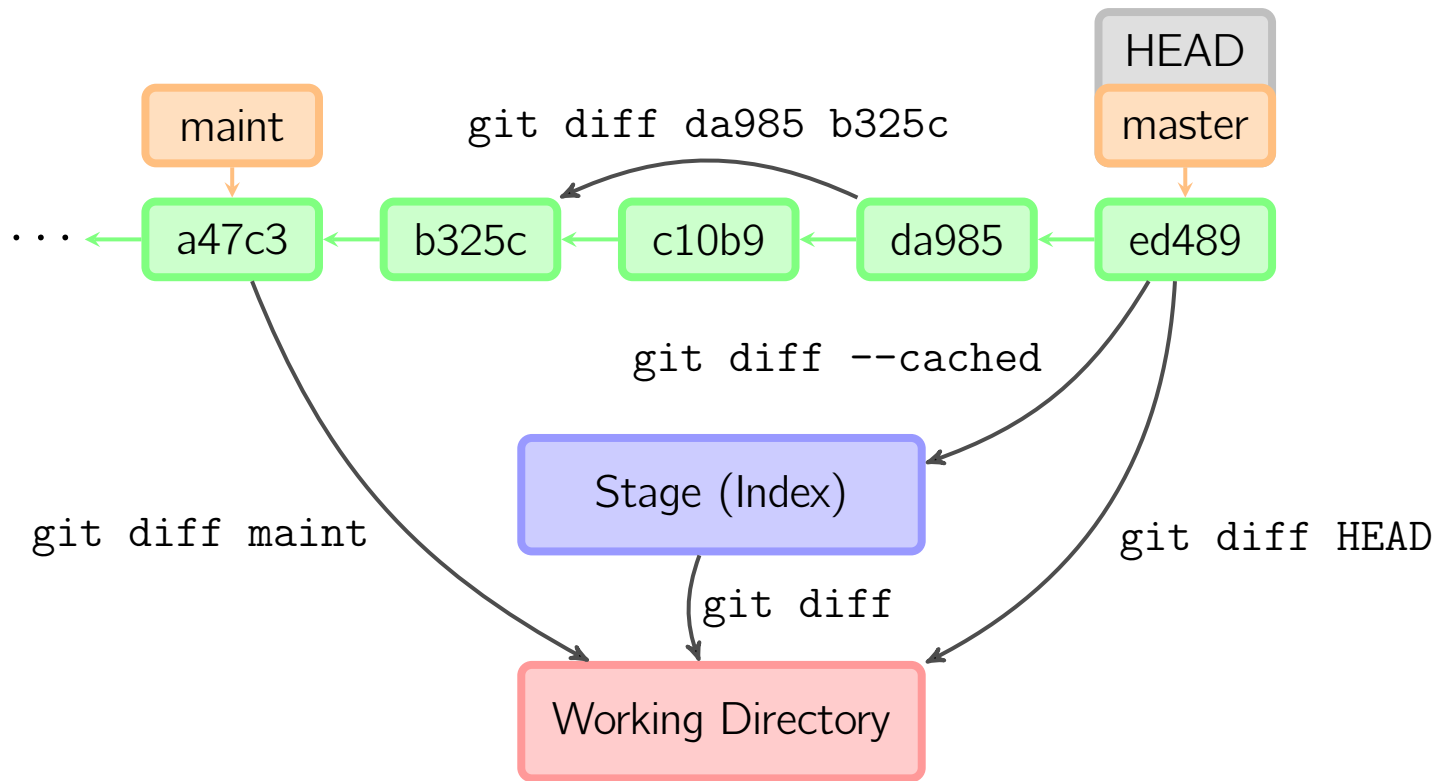 HEAD
maint
git diff da985 b325c
master
...
a47c3
b325c
c10b9
da985
ed489
git diff --cached
Stage (Index)
git diff maint
git diff HEAD
git diff
Working Directory